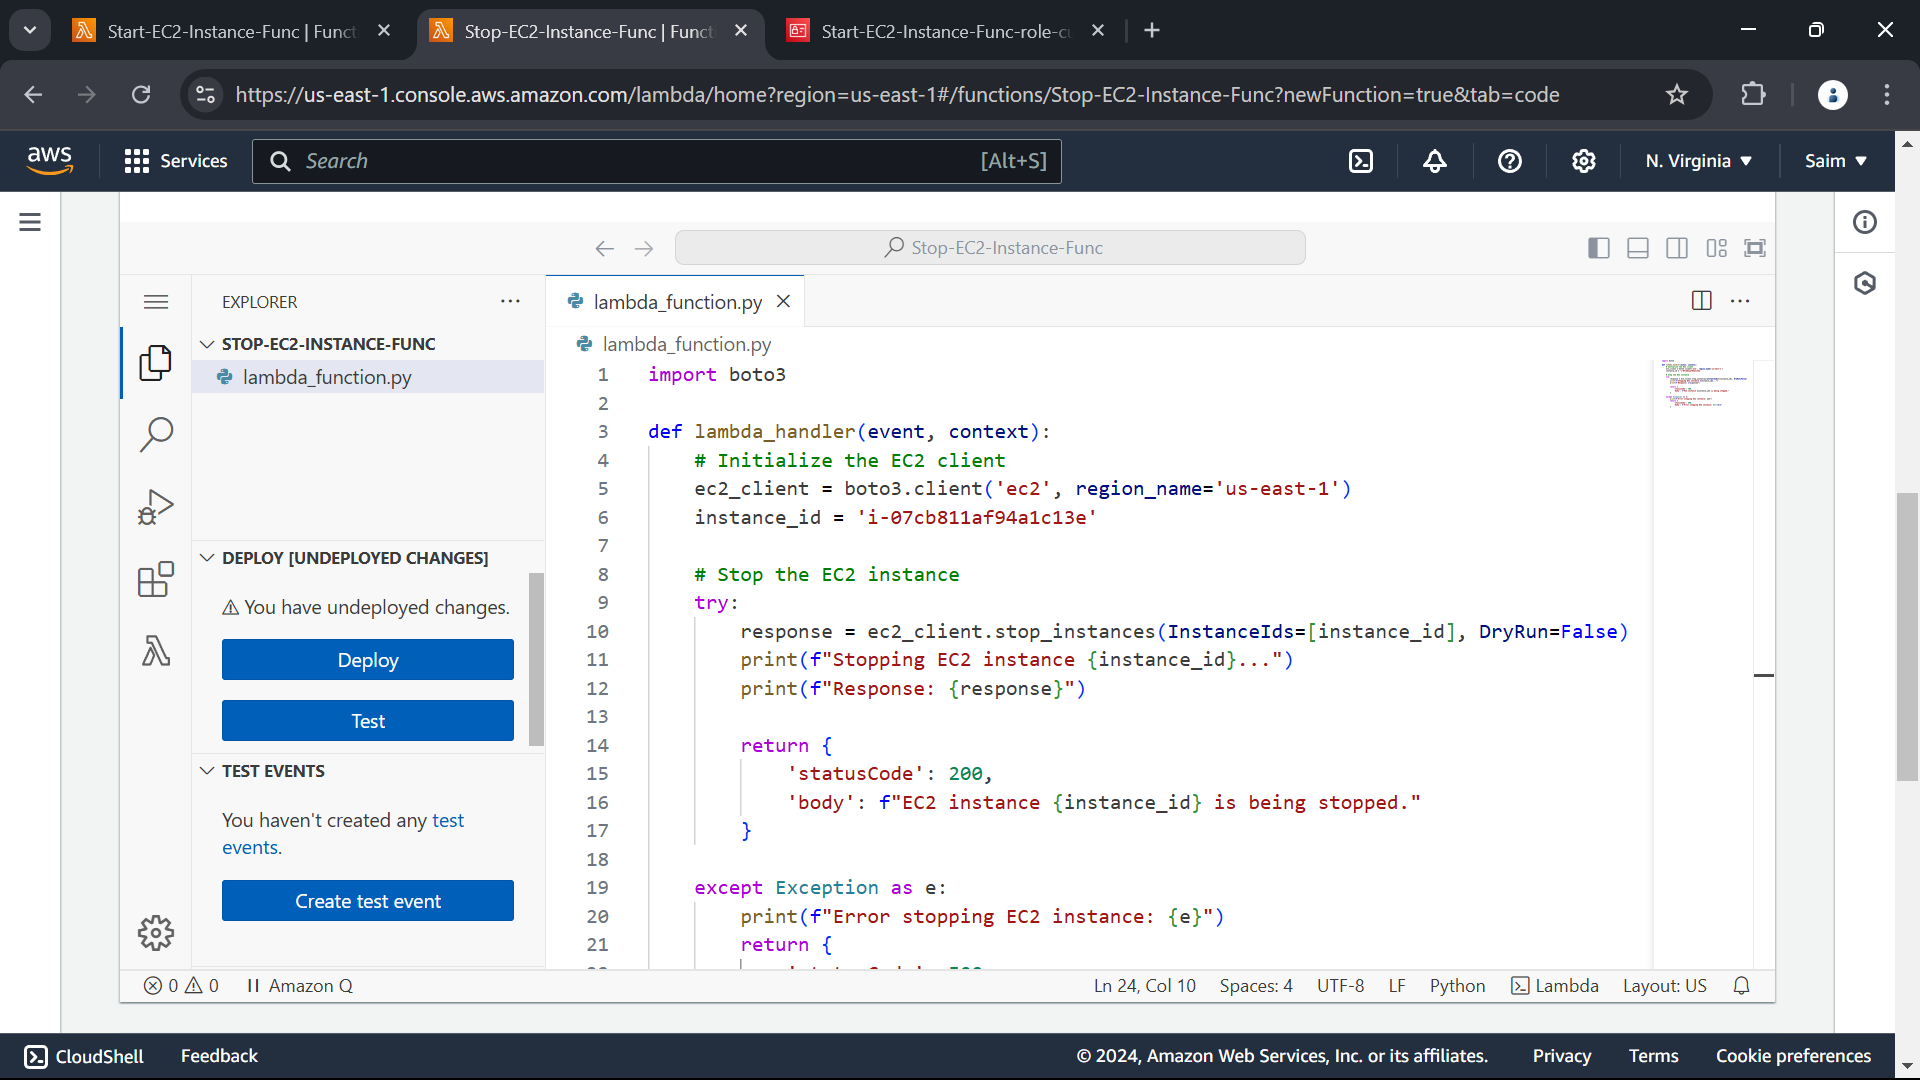 Start-EC2-Instance-Func | Funct
Stop-EC2-Instance-Func | Functi
Start-EC2-Instance-Func-role-cu
https://us-east-1.console.aws.amazon.com/lambda/home?region=us-east-1#/functions/Stop-EC2-Instance-Func?newFunction=true&tab=code
aws
Services
Search
[Alt+S]
N. Virginia
Saim
Stop-EC2-Instance-Func
EXPLORER
STOP-EC2-INSTANCE-FUNC
lambda_function.py
DEPLOY [UNDEPLOYED CHANGES]
You have undeployed changes.
Deploy
Test
TEST EVENTS
You haven't created any test
events.
Create test event
lambda_function.py
lambda_function.py
1 import boto3
2
3 def lambda_handler(event, context):
4     # Initialize the EC2 client
5     ec2_client = boto3.client('ec2', region_name='us-east-1')
6     instance_id = 'i-07cb811af94a1c13e'
7
8     # Stop the EC2 instance
9     try:
10         response = ec2_client.stop_instances(InstanceIds=[instance_id], DryRun=False)
11         print(f"Stopping EC2 instance {instance_id}...")
12         print(f"Response: {response}")
13
14         return {
15             'statusCode': 200,
16             'body': f"EC2 instance {instance_id} is being stopped."
17         }
18
19     except Exception as e:
20         print(f"Error stopping EC2 instance: {e}")
21         return {
0 0 Amazon Q
Ln 24, Col 10 Spaces: 4 UTF-8 LF Python Lambda Layout: US
CloudShell Feedback
© 2024, Amazon Web Services, Inc. or its affiliates. Privacy Terms Cookie preferences